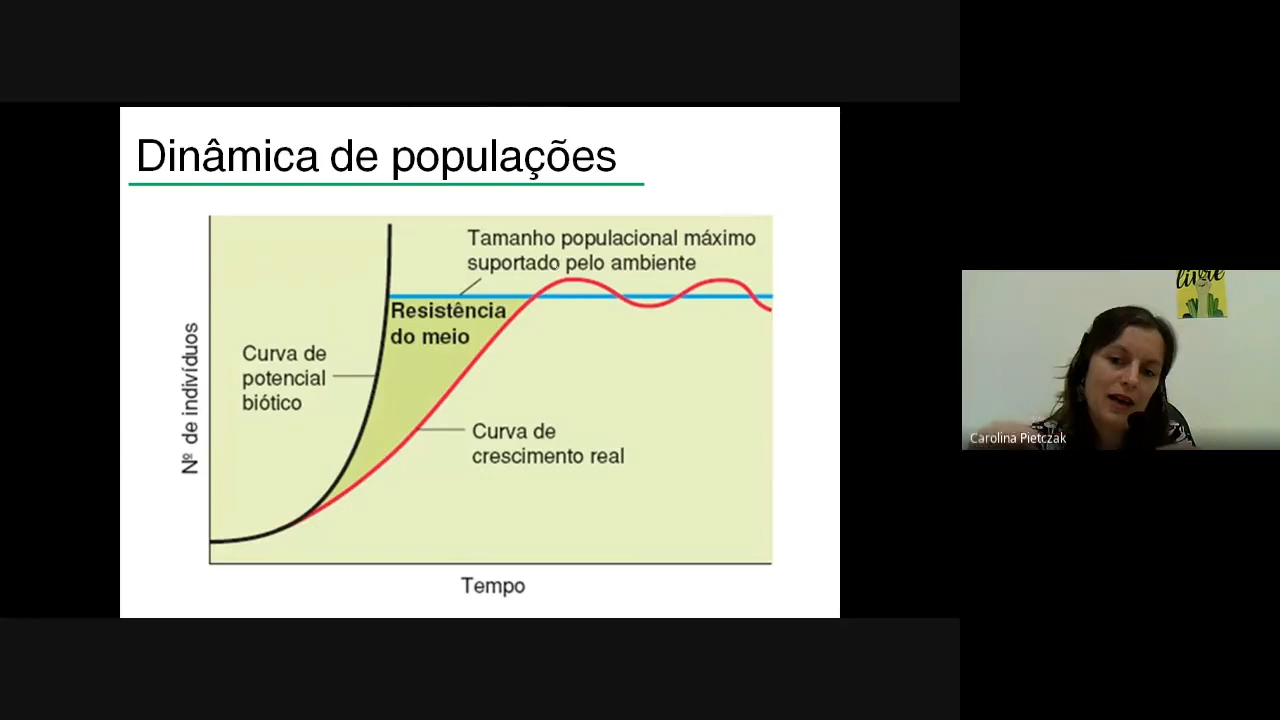 Dinâmica de populações
Tamanho populacional máximo
suportado pelo ambiente
Resistência
do meio
Curva de
potencial
biótico
Curva de
crescimento real
Nº de indivíduos
Tempo
livre
Carolina Pietczak